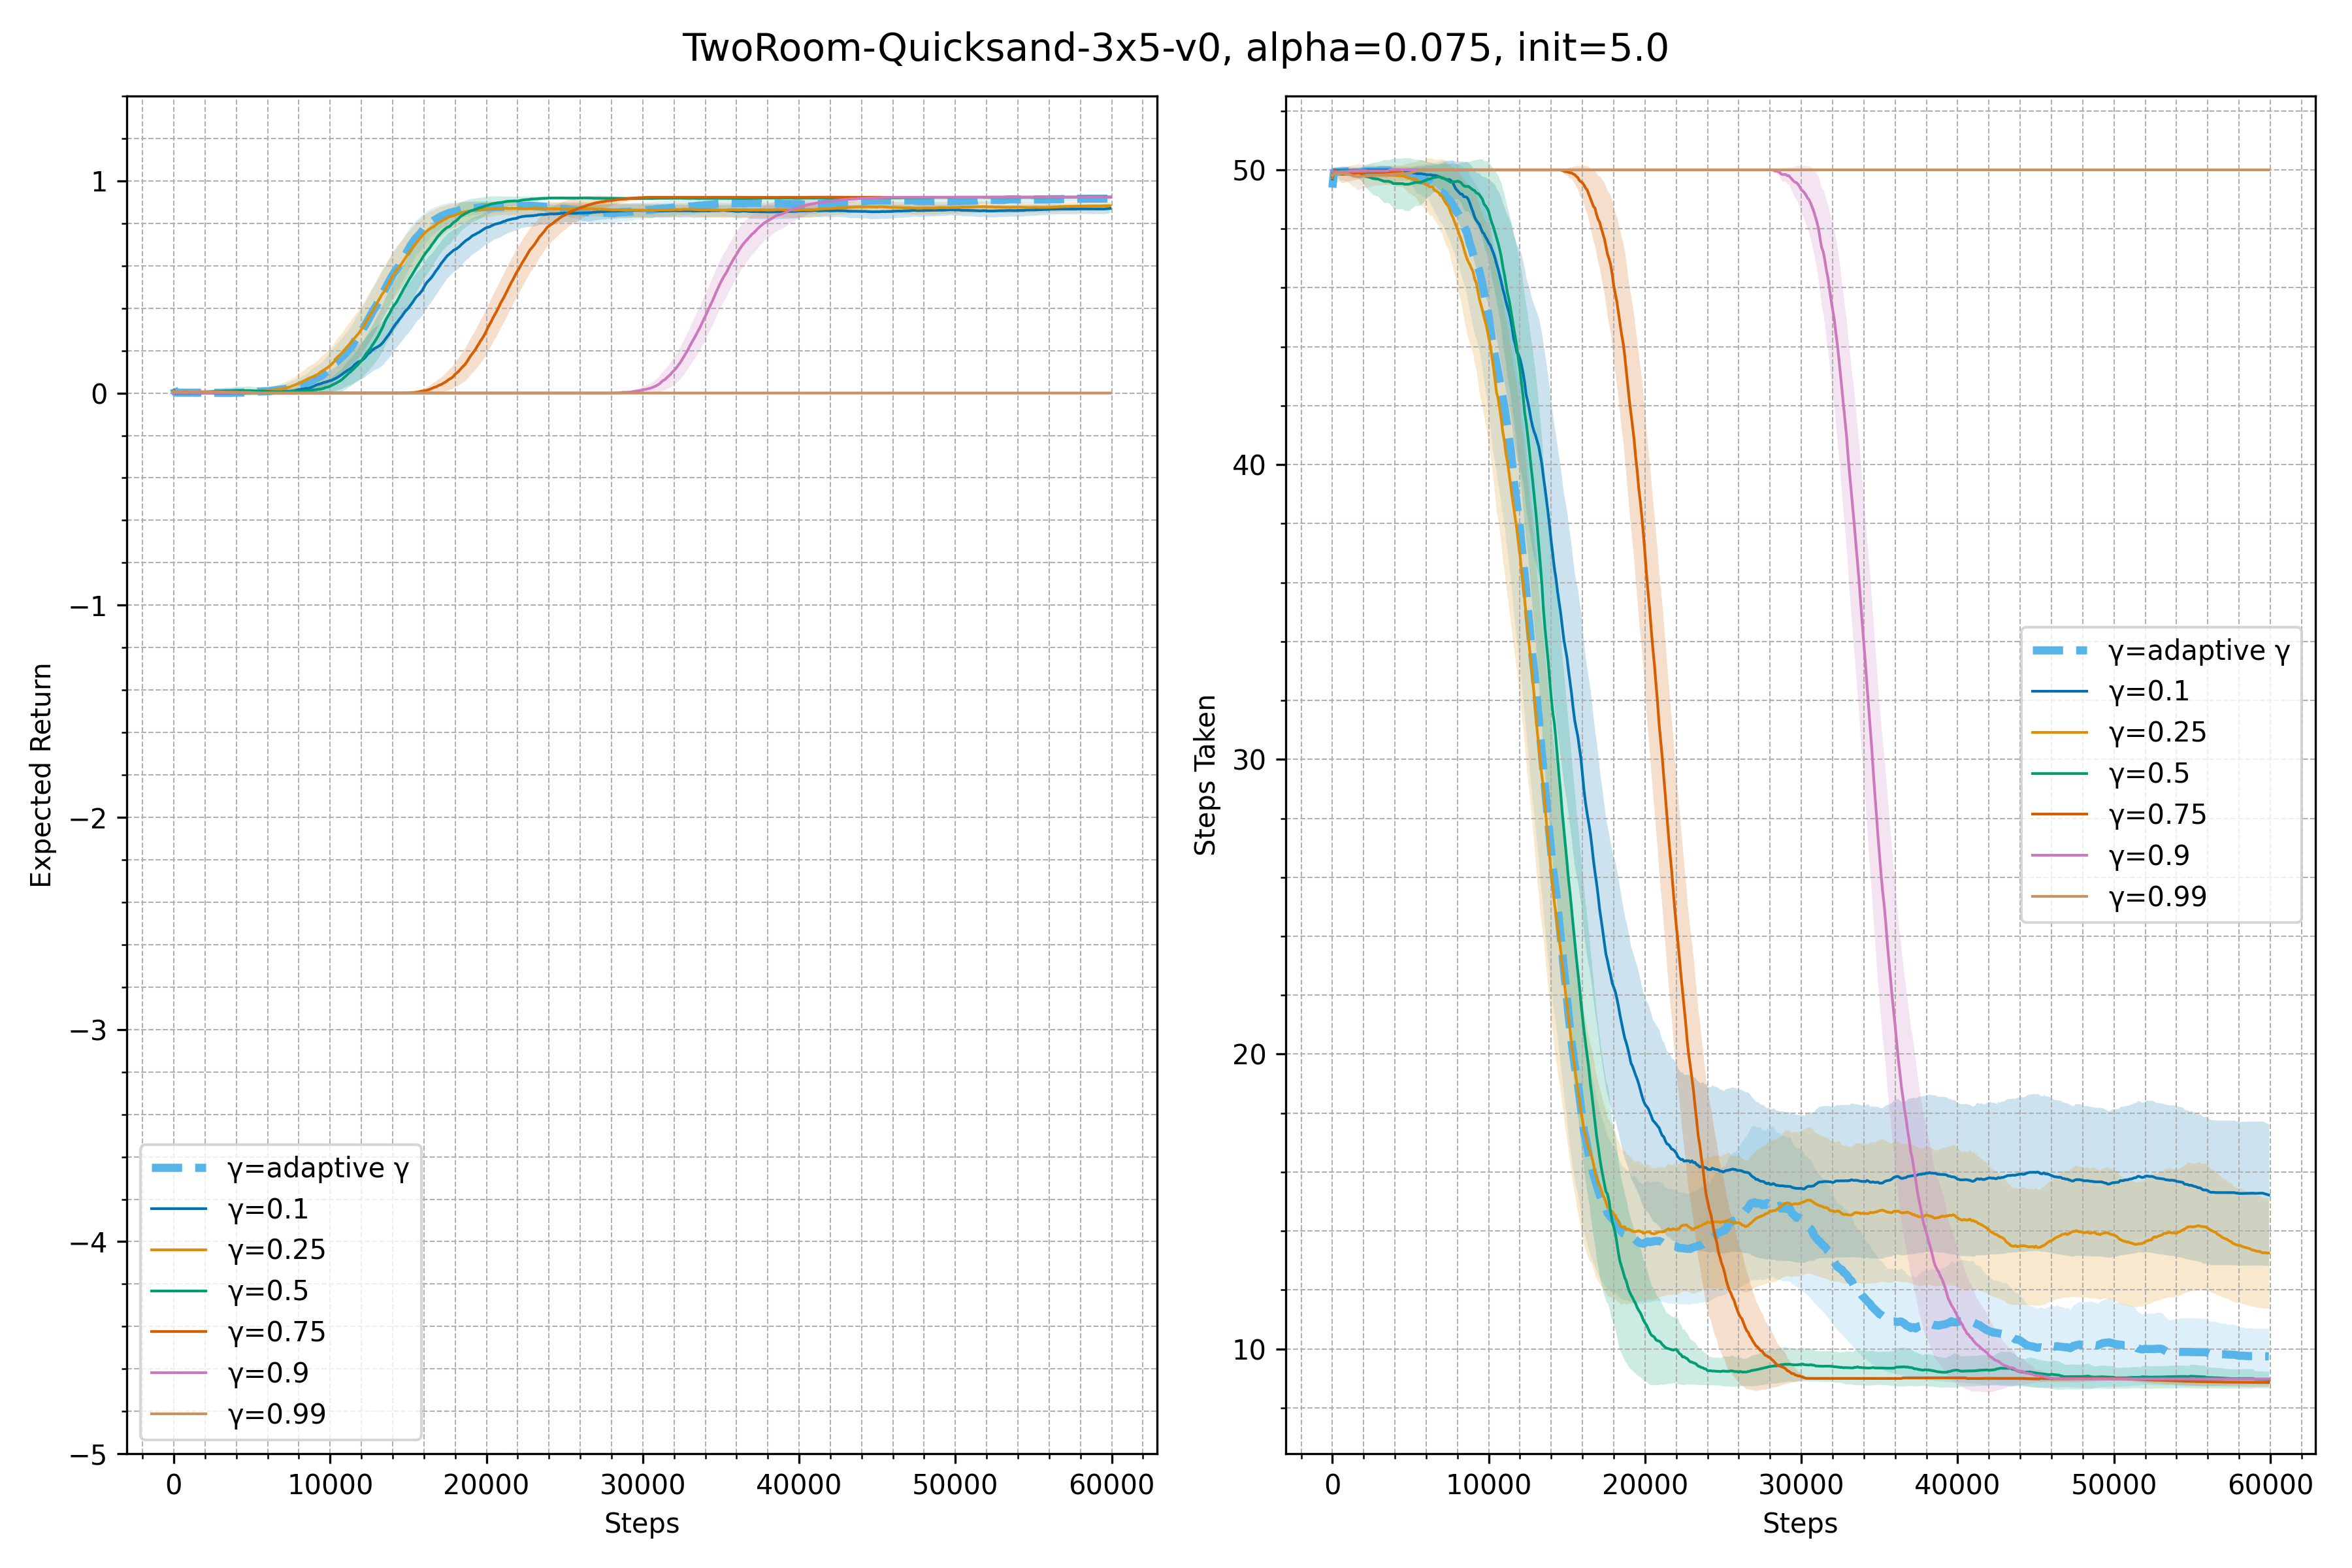 TwoRoom-Quicksand-3x5-v0, alpha=0.075, init=5.0
Expected Return
1
0
−1
−2
−3
−4
−5
γ=adaptive γ
γ=0.1
γ=0.25
γ=0.5
γ=0.75
γ=0.9
γ=0.99
0 10000 20000 30000 40000 50000 60000
Steps
Steps Taken
50
40
30
20
10
γ=adaptive γ
γ=0.1
γ=0.25
γ=0.5
γ=0.75
γ=0.9
γ=0.99
0 10000 20000 30000 40000 50000 60000
Steps